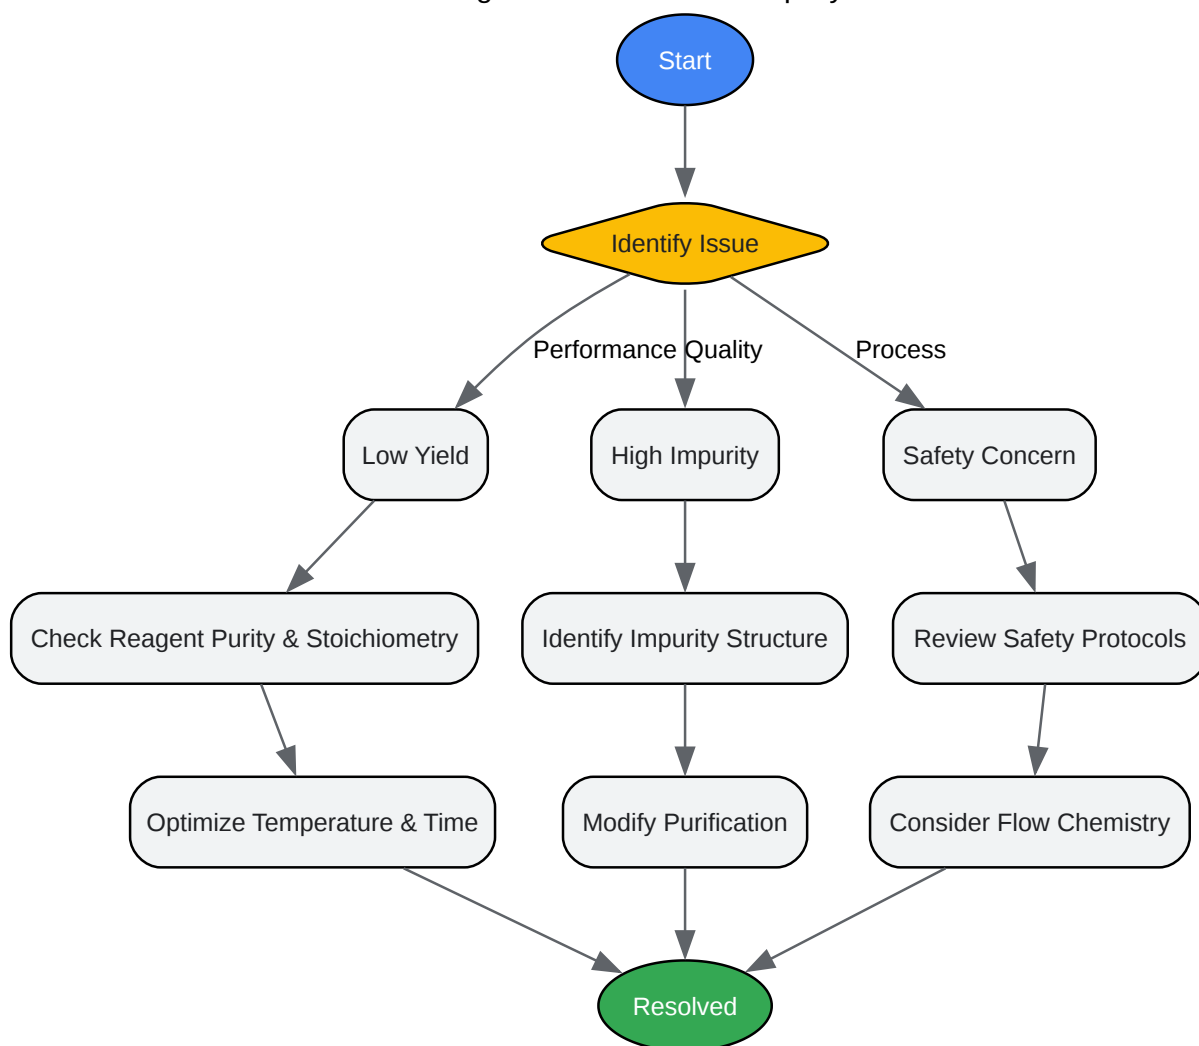 Start
Identify Issue
Performance Quality Process
Low Yield
High Impurity
Safety Concern
Check Reagent Purity & Stoichiometry
Identify Impurity Structure
Review Safety Protocols
Optimize Temperature & Time
Modify Purification
Consider Flow Chemistry
Resolved